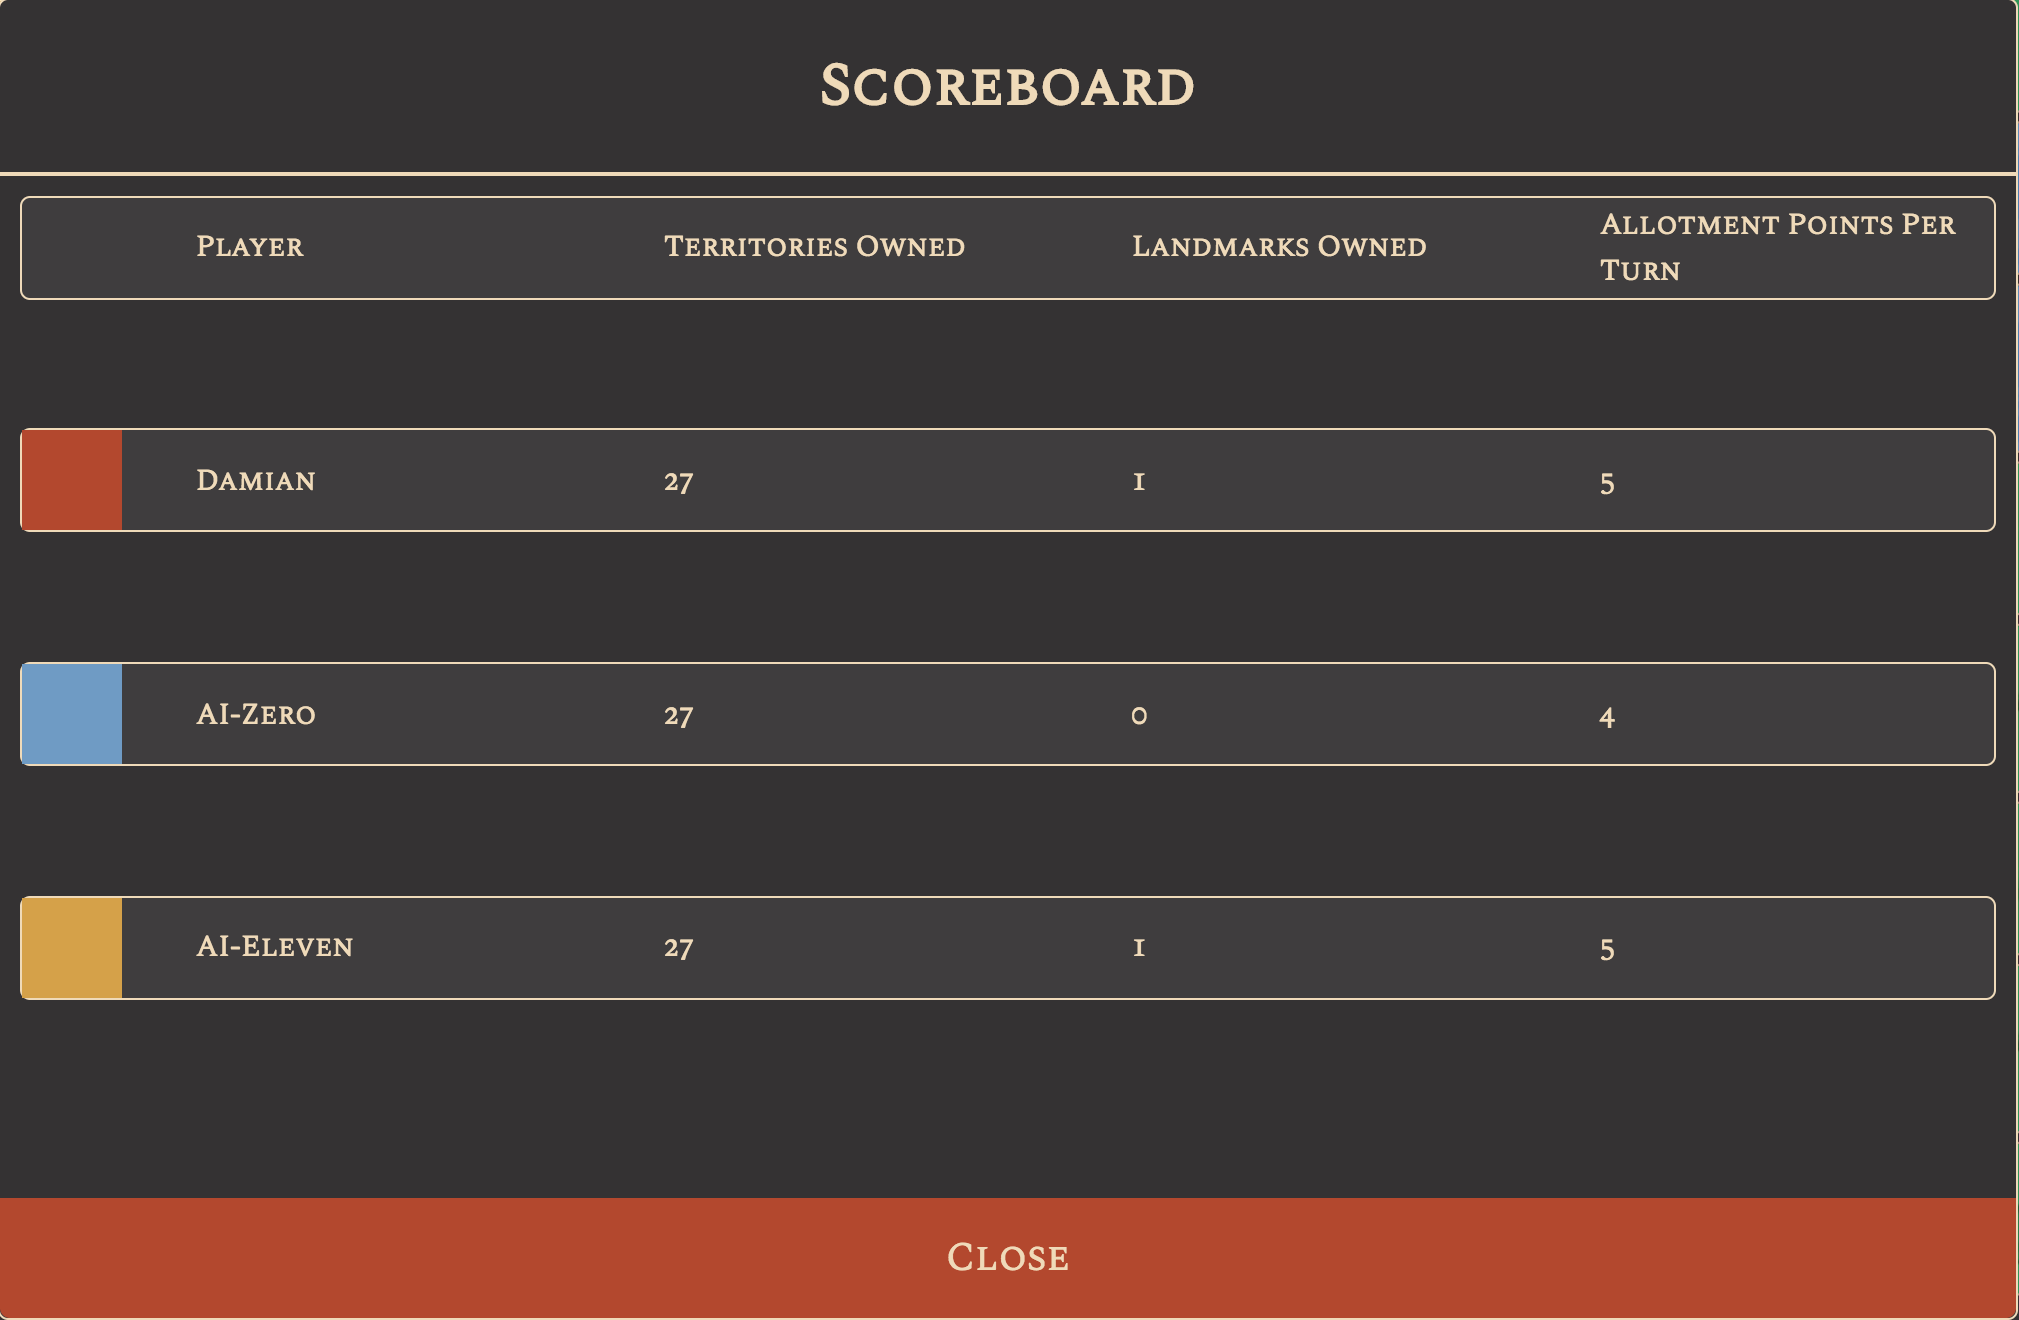 Scoreboard
Player Territories Owned Landmarks Owned Allotment Points Per Turn
Damian 27 1 5
AI-Zero 27 0 4
AI-Eleven 27 1 5
Close